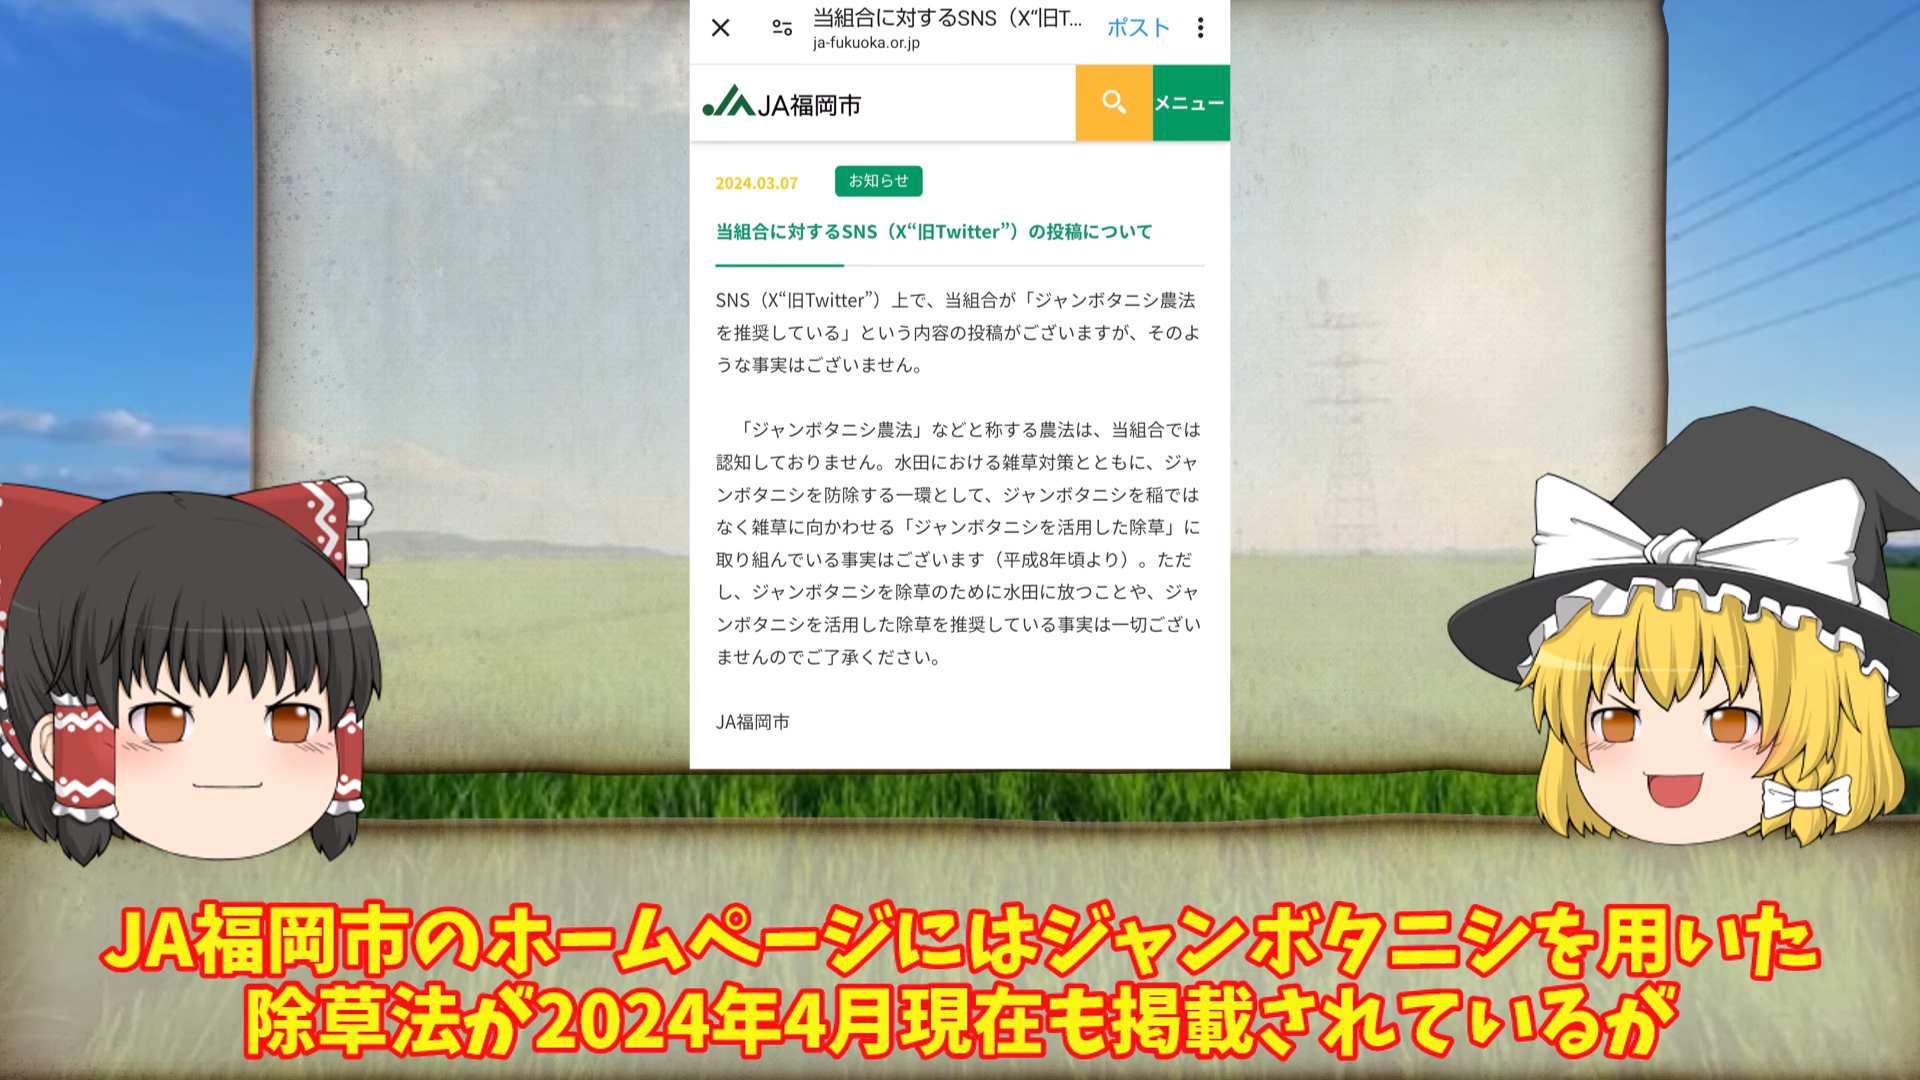 当組合に対するSNS（X“旧T...
ja-fukuoka.or.jp
ポスト
JA福岡市
メニュー
2024.03.07
お知らせ
当組合に対するSNS（X“旧Twitter”）の投稿について
SNS（X“旧Twitter”）上で、当組合が「ジャンボタニシ農法
を推奨している」という内容の投稿がございますが、そのよ
うな事実はございません。
「ジャンボタニシ農法」などと称する農法は、当組合では
認知しておりません。水田における雑草対策とともに、ジャ
ンボタニシを防除する一環として、ジャンボタニシを稲では
なく雑草に向かわせる「ジャンボタニシを活用した除草」に
取り組んでいる事実はございます（平成8年頃より）。ただ
し、ジャンボタニシを除草のために水田に放つことや、ジャ
ンボタニシを活用した除草を推奨している事実は一切ござい
ませんのでご了承ください。
JA福岡市
JA福岡市のホームページにはジャンボタニシを用いた
除草法が2024年4月現在も掲載されているが